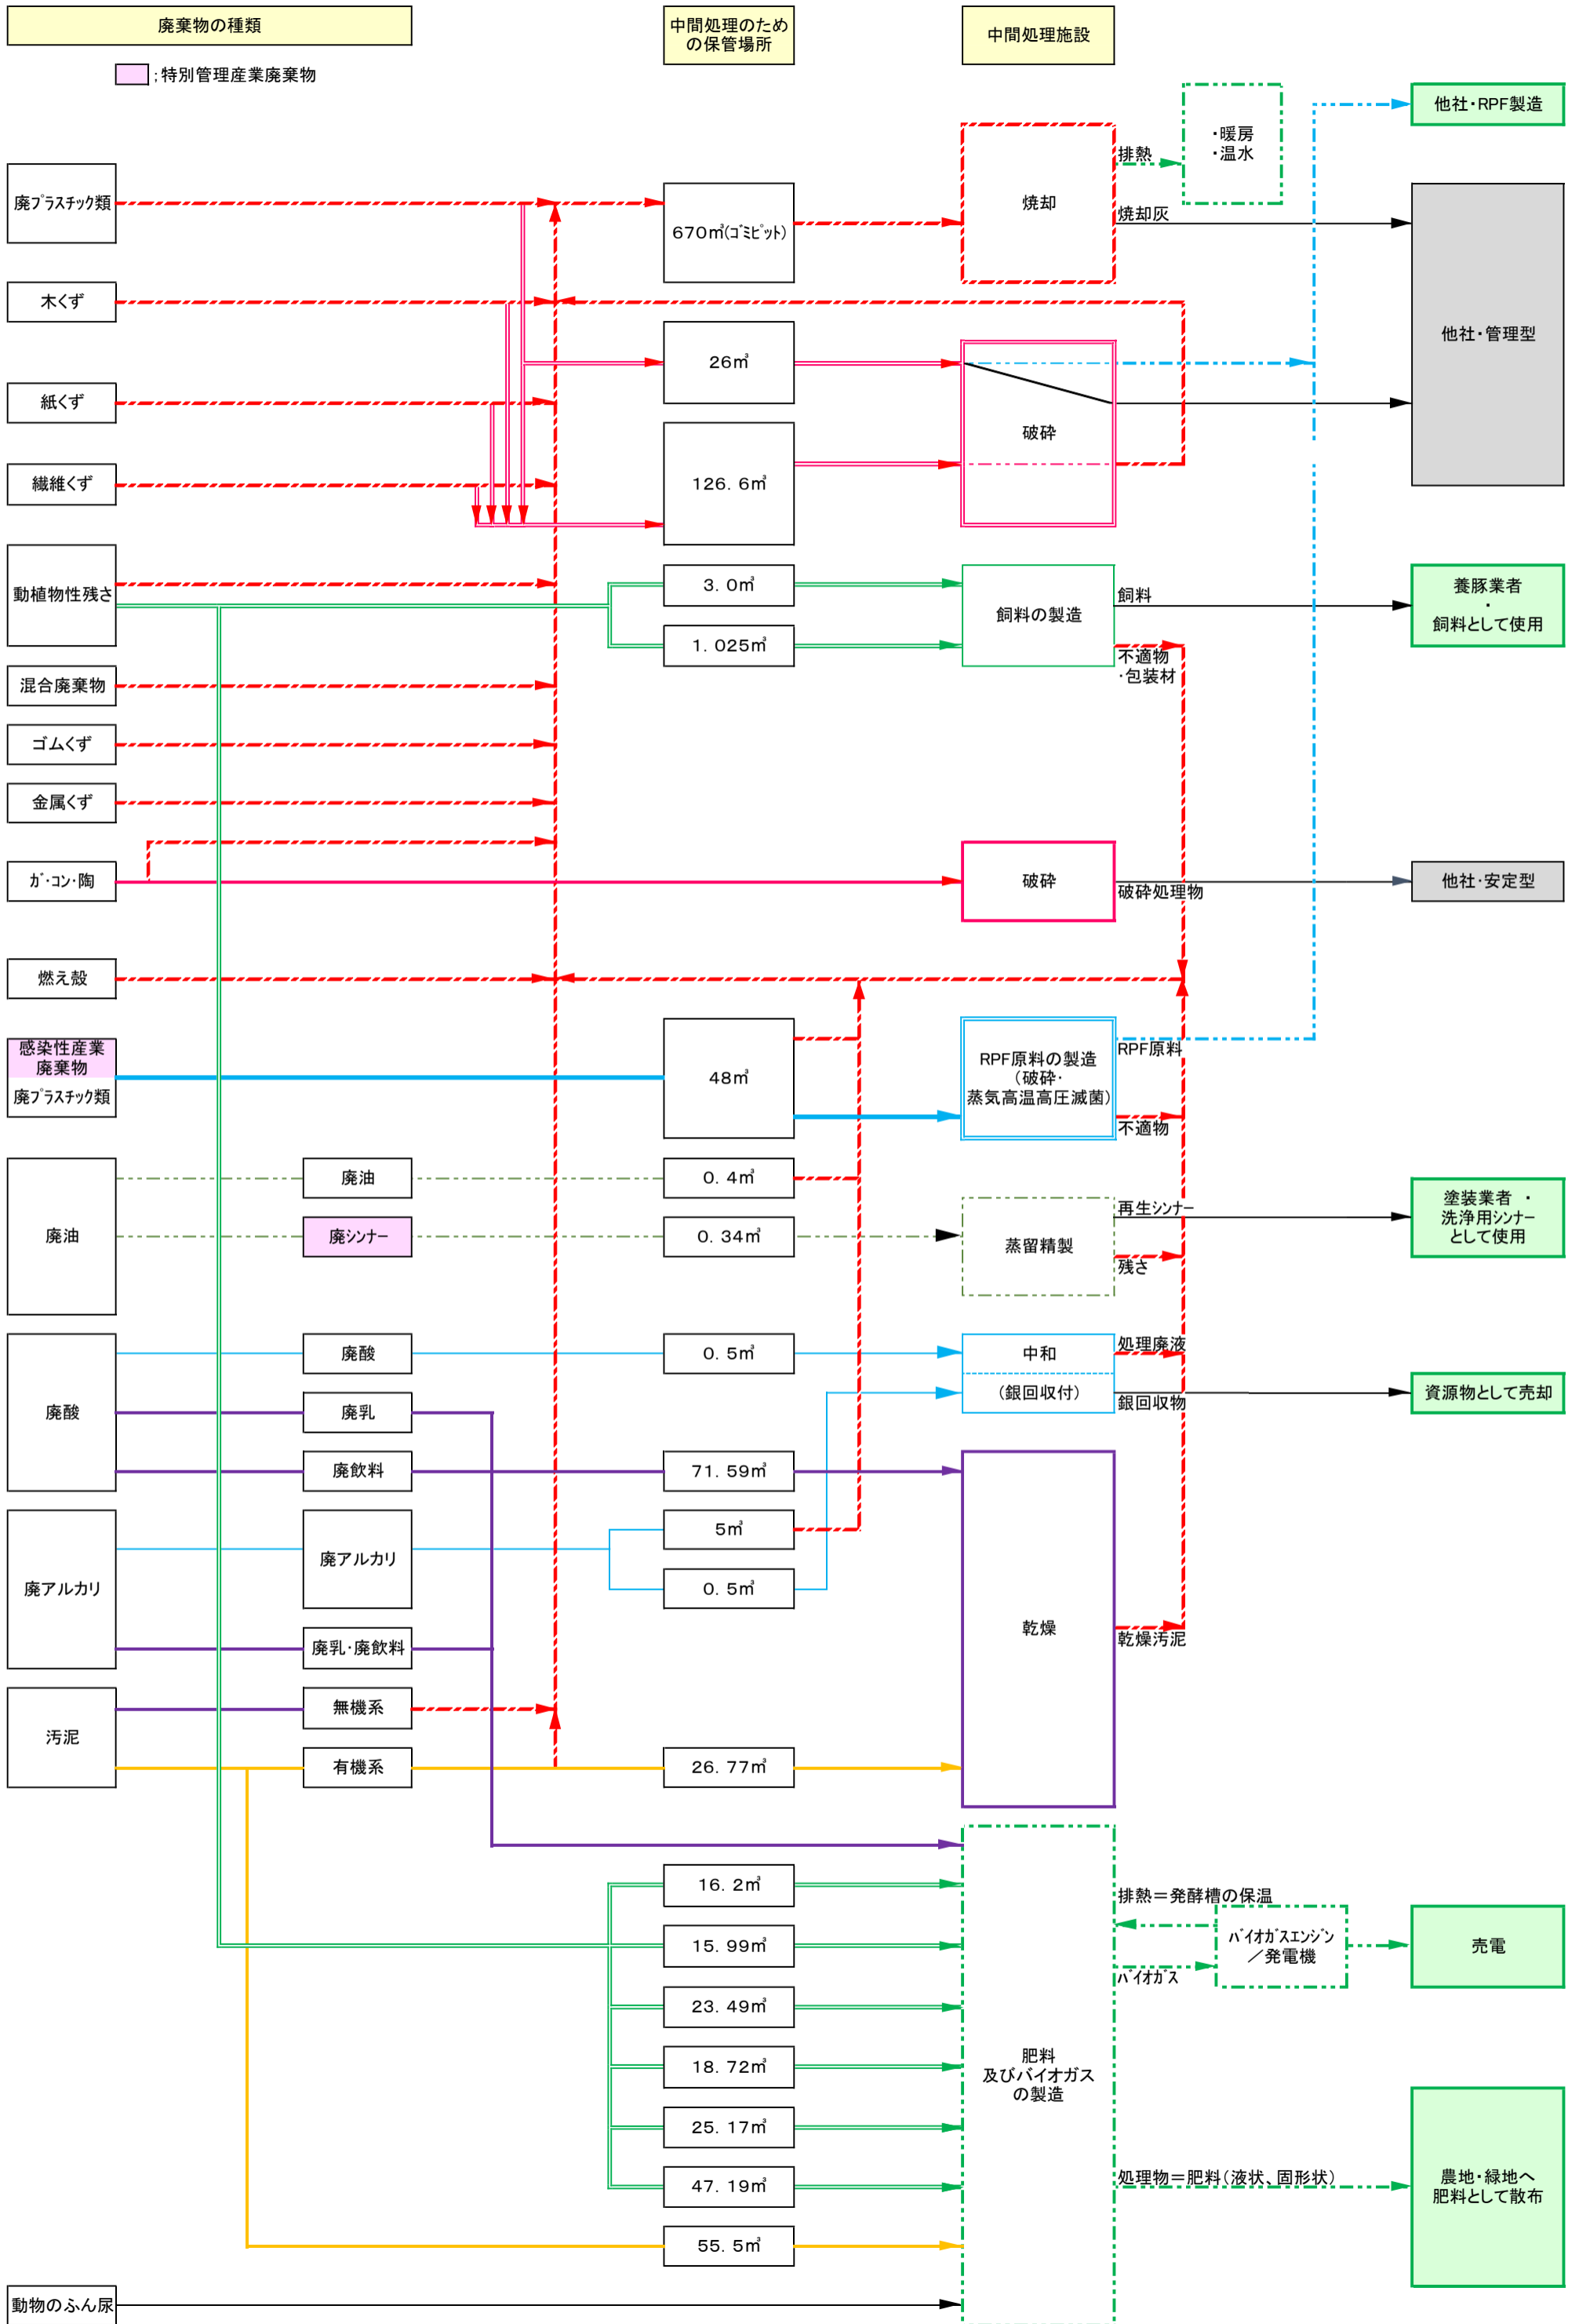 廃棄物の種類
中間処理のため
の保管場所
中間処理施設
;特別管理産業廃棄物
他社・RPF製造
・暖房
・温水
排熱
廃プラスチック類
670㎥(ゴミピット)
焼却
焼却灰
木くず
他社・管理型
26㎥
紙くず
破砕
繊維くず
126.6㎥
動植物性残さ
3.0㎥
1.025㎥
飼料の製造
飼料
不適物
・包装材
養豚業者
・
飼料として使用
混合廃棄物
ゴムくず
金属くず
ガ・コン・陶
破砕
破砕処理物
他社・安定型
燃え殻
感染性産業
廃棄物
廃プラスチック類
48㎥
RPF原料の製造
(破砕・
蒸気高温高圧滅菌)
RPF原料
不適物
廃油
廃油
0.4㎥
廃シンナー
0.34㎥
蒸留精製
再生シンナー
残さ
塗装業者 ・
洗浄用シンナー
として使用
廃酸
廃酸
0.5㎥
中和
(銀回収付)
処理廃液
銀回収物
資源物として売却
廃乳
廃飲料
71.59㎥
廃アルカリ
廃アルカリ
5㎥
0.5㎥
乾燥
乾燥汚泥
廃乳・廃飲料
汚泥
無機系
有機系
26.77㎥
16.2㎥
15.99㎥
23.49㎥
18.72㎥
25.17㎥
47.19㎥
55.5㎥
肥料
及びバイオガス
の製造
排熱=発酵槽の保温
バイオガスエンジン
/発電機
バイオガス
売電
処理物=肥料(液状、固形状)
農地・緑地へ
肥料として散布
動物のふん尿